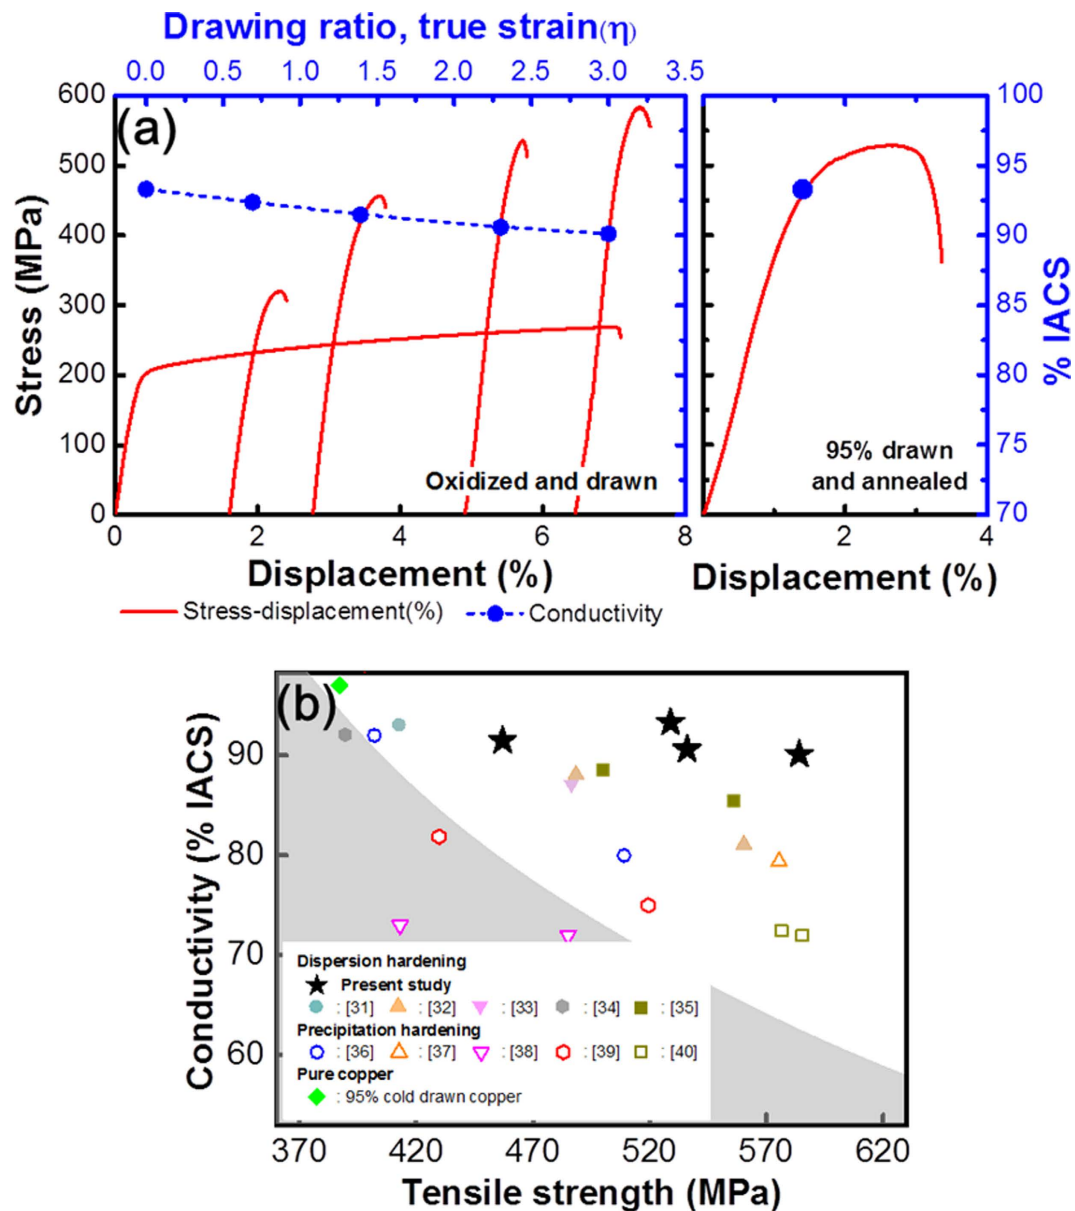 Drawing ratio, true strain(η)
0.0 0.5 1.0 1.5 2.0 2.5 3.0 3.5
(a)
600
500
400
300
200
100
0
Stress (MPa)
Oxidized and drawn
0 2 4 6 8
Displacement (%)
95% drawn
and annealed
0 2 4
Displacement (%)
100
95
90
85
80
75
70
% IACS
Stress-displacement(%) Conductivity
(b)
90
80
70
60
Conductivity (% IACS)
Dispersion hardening
Present study
: [31] : [32] : [33] : [34] : [35]
Precipitation hardening
: [36] : [37] : [38] : [39] : [40]
Pure copper
: 95% cold drawn copper
370 420 470 520 570 620
Tensile strength (MPa)